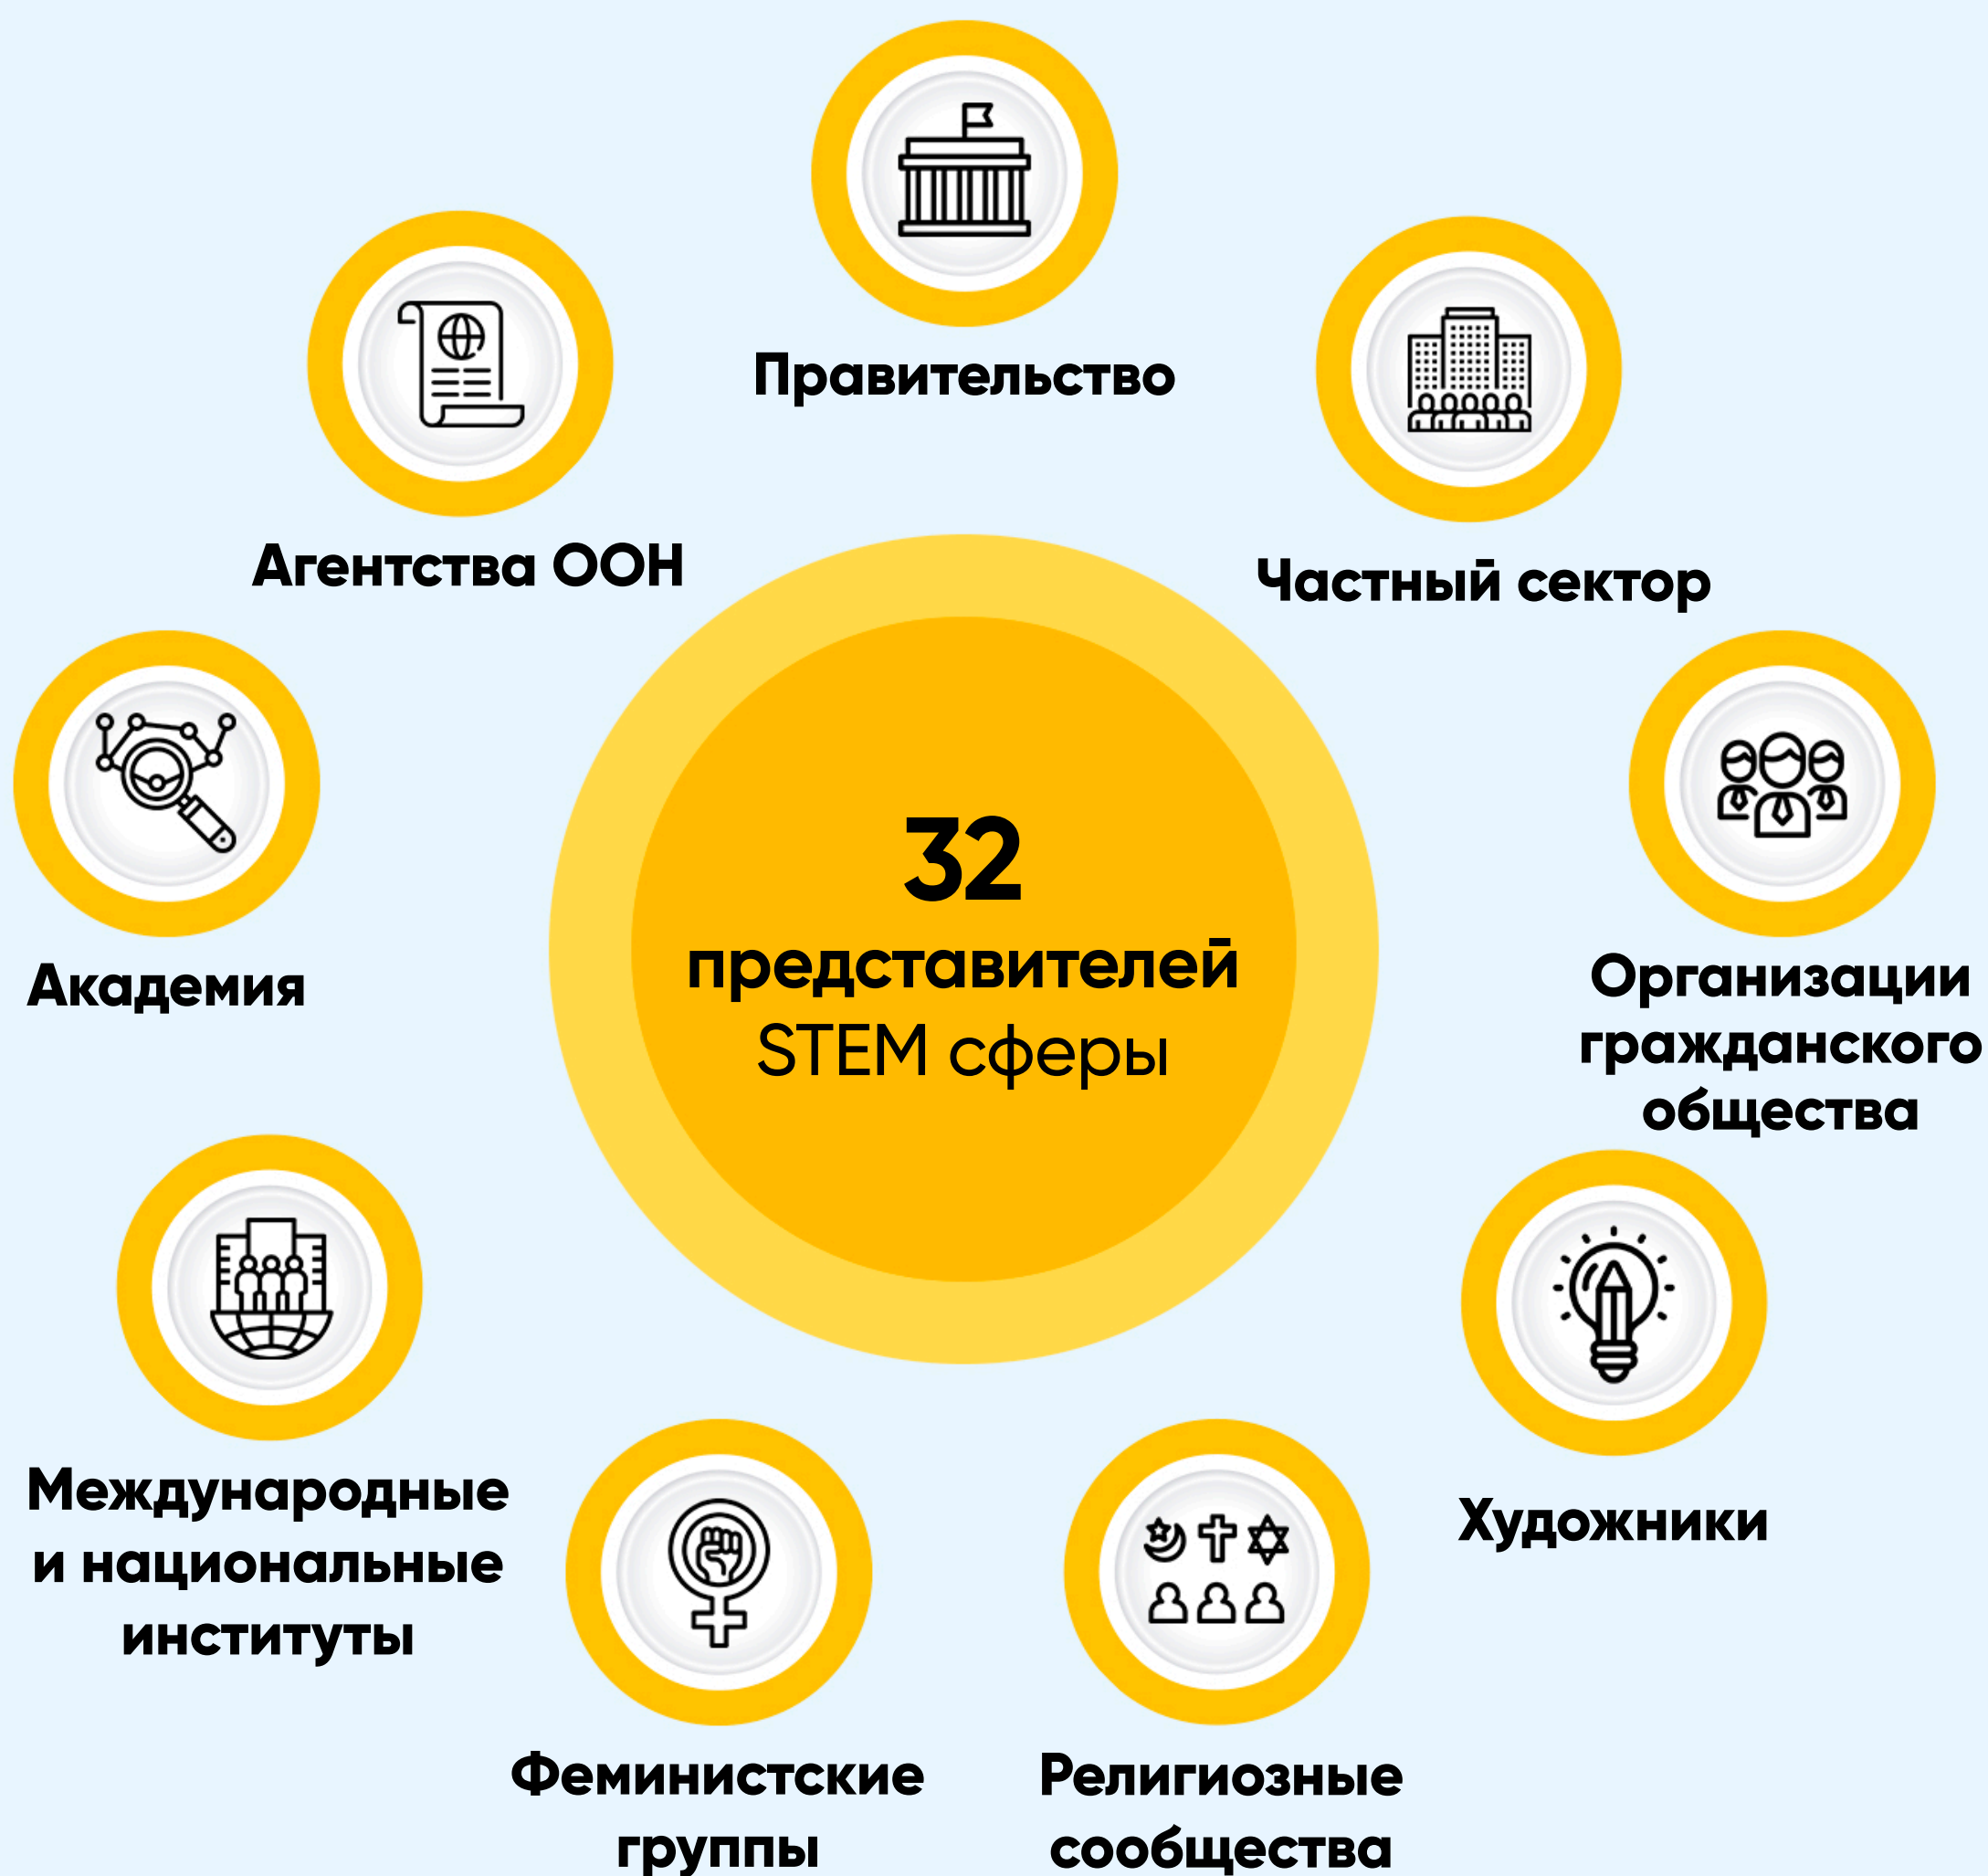 Правительство
Агентства ООН
Частный сектор
32
представителей
STEM сферы
Академия
Организации
гражданского
общества
Международные
и национальные
институты
Художники
Феминистские
группы
Религиозные
сообщества